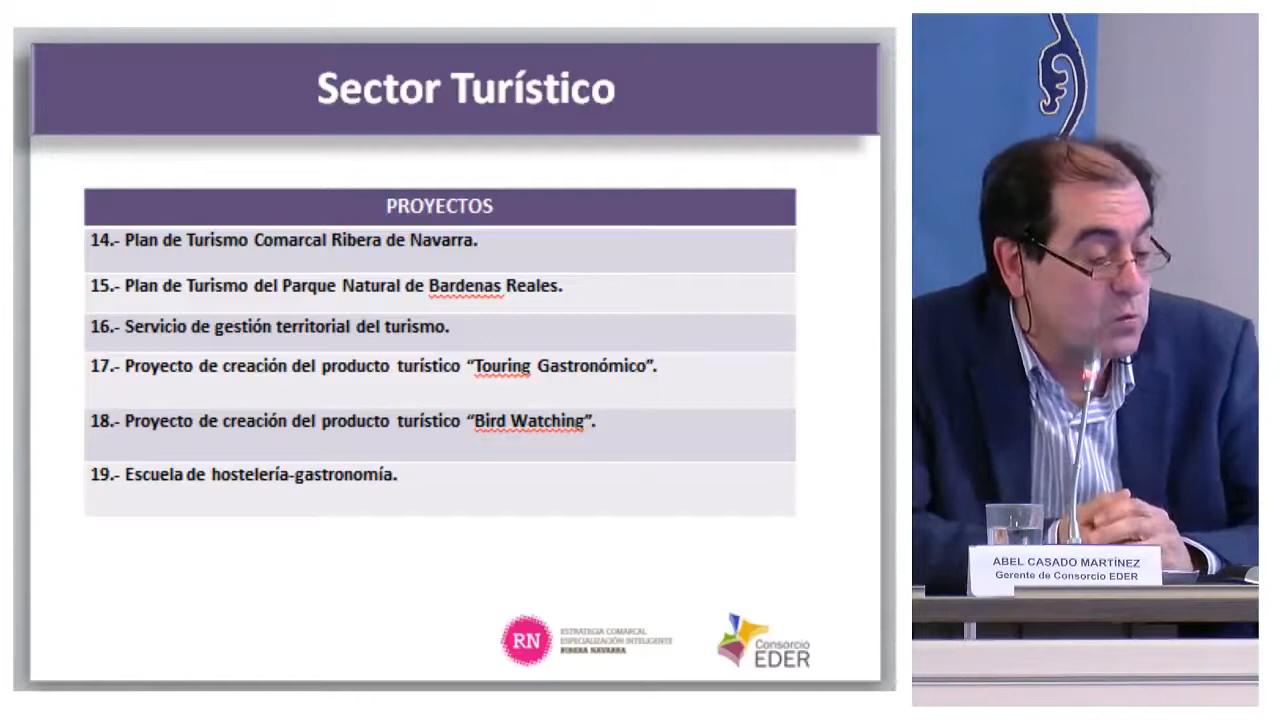 Sector Turístico
PROYECTOS
14.- Plan de Turismo Comarcal Ribera de Navarra.
15.- Plan de Turismo del Parque Natural de Bardenas Reales.
16.- Servicio de gestión territorial del turismo.
17.- Proyecto de creación del producto turístico “Touring Gastronómico”.
18.- Proyecto de creación del producto turístico “Bird Watching”.
19.- Escuela de hostelería-gastronomía.
RN
ESTRATEGIA COMARCAL
ESPECIALIZACIÓN INTELIGENTE
RIBERA NAVARRA
Consorcio
EDER
ABEL CASADO MARTÍNEZ
Gerente de Consorcio EDER